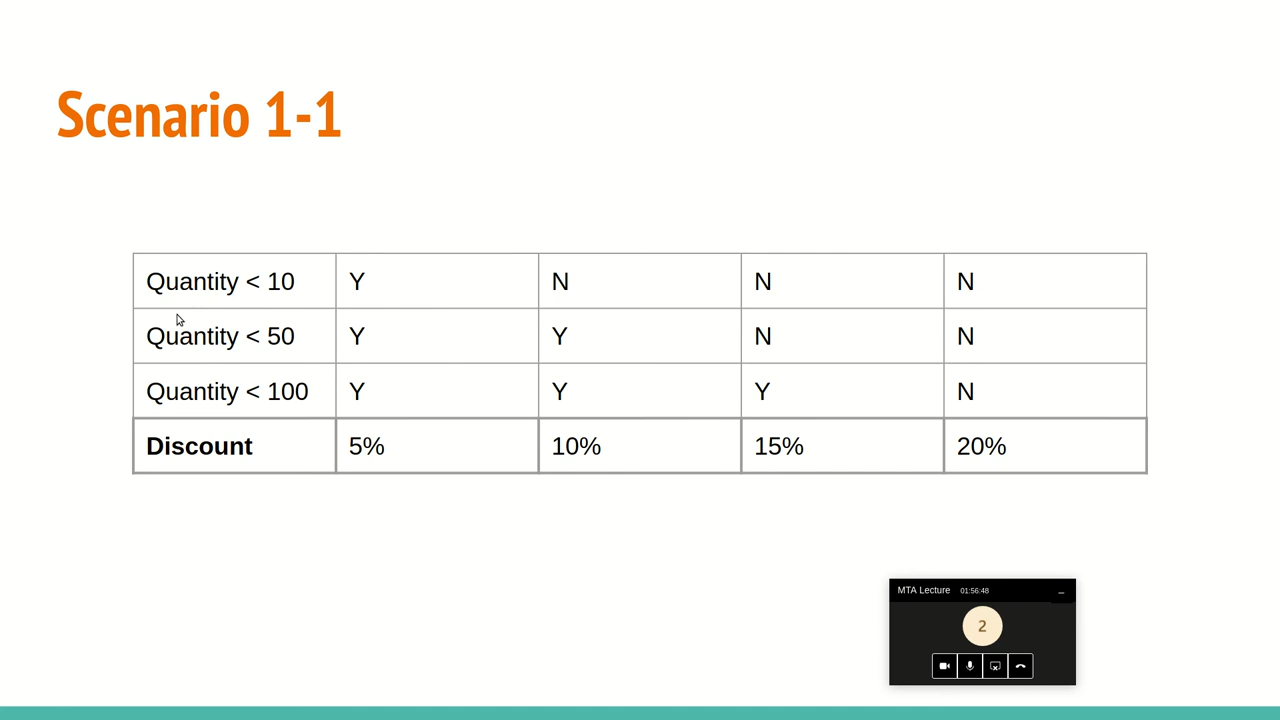 Scenario 1-1
Quantity < 10 Y N N N
Quantity < 50 Y Y N N
Quantity < 100 Y Y Y N
Discount 5% 10% 15% 20%
MTA Lecture 01:56:48
2